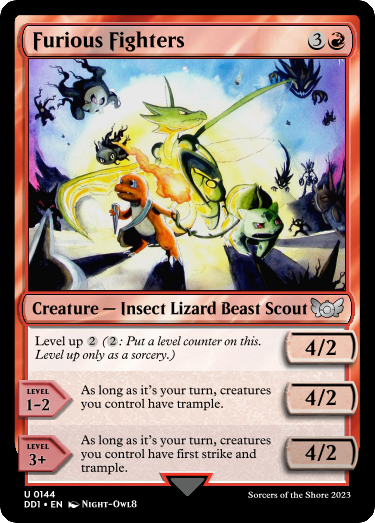 Furious Fighters 3
Creature — Insect Lizard Beast Scout
Level up 2 (2: Put a level counter on this.
Level up only as a sorcery.)
4/2
LEVEL
1-2
As long as it's your turn, creatures
you control have trample.
4/2
LEVEL
3+
As long as it's your turn, creatures
you control have first strike and
trample.
4/2
U 0144
DD1 • EN Night-Owl8
Sorcers of the Shore 2023